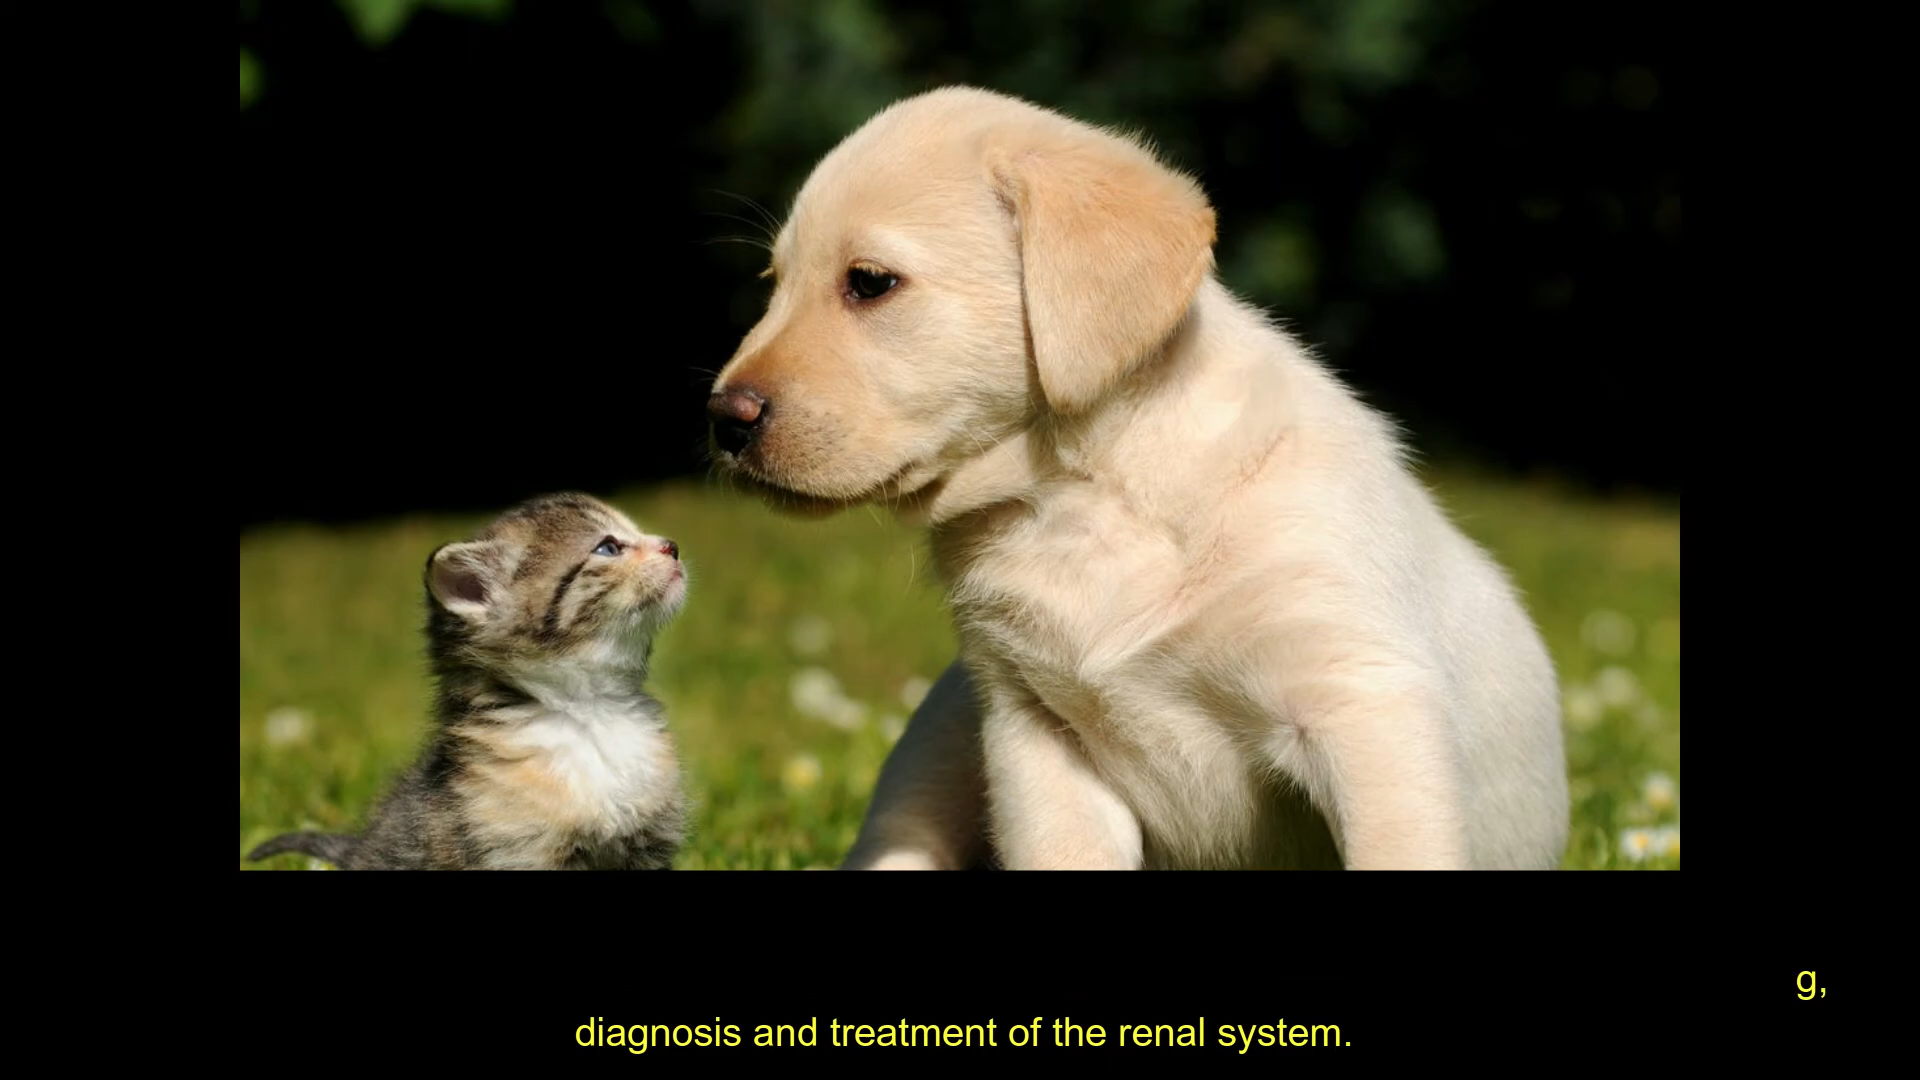 g,
diagnosis and treatment of the renal system.